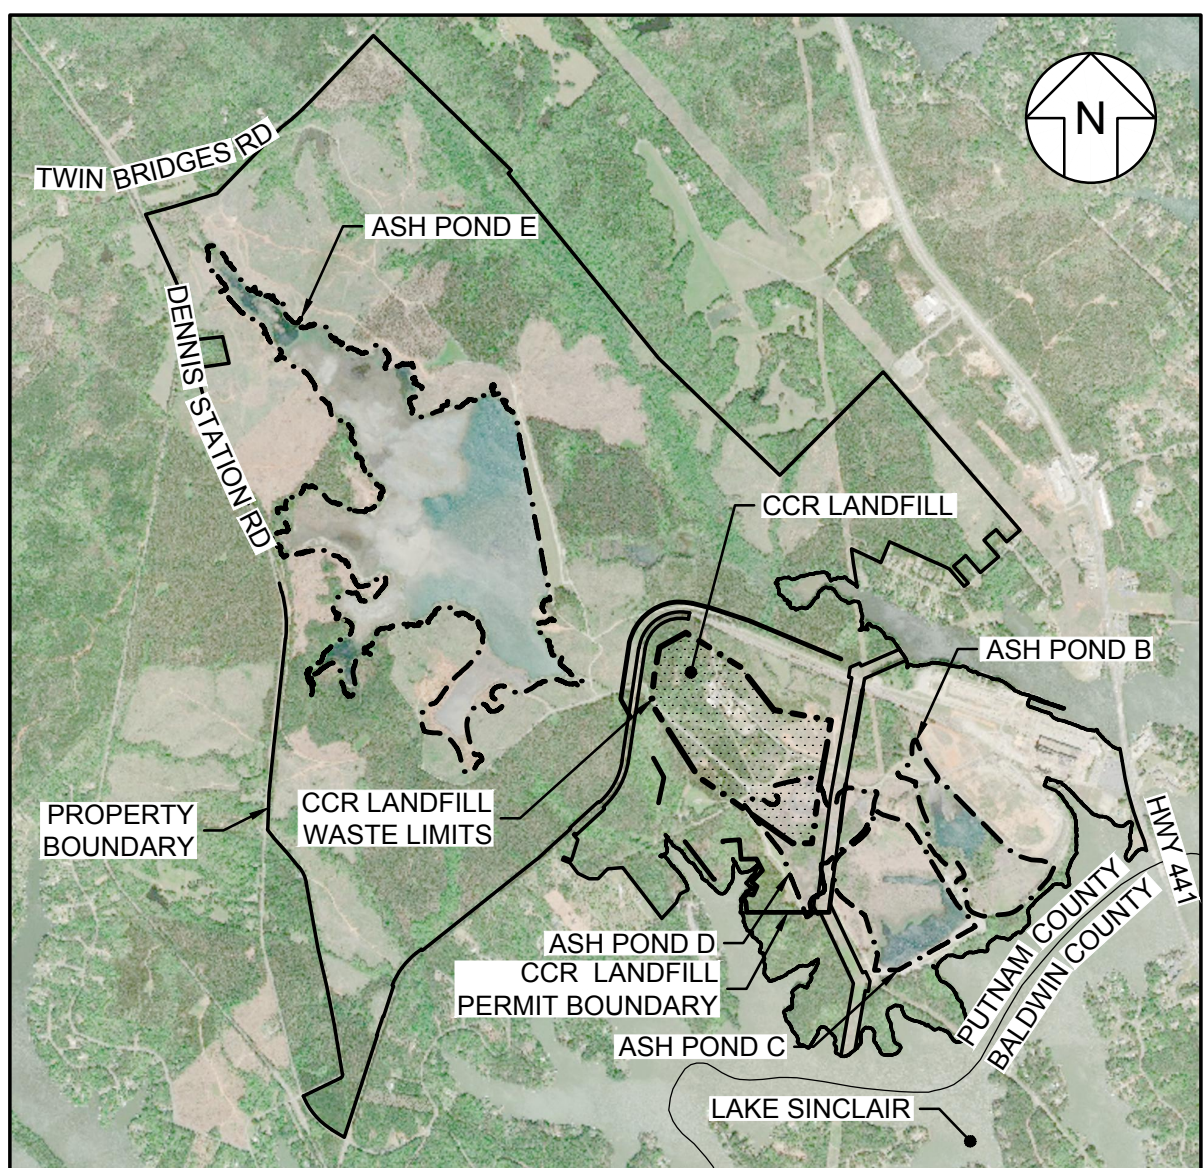 N
TWIN BRIDGES RD
ASH POND E
DENNIS STATION RD
CCR LANDFILL
ASH POND B
CCR LANDFILL
WASTE LIMITS
PROPERTY
BOUNDARY
HWY 441
PUTNAM COUNTY
BALDWIN COUNTY
ASH POND D
CCR LANDFILL
PERMIT BOUNDARY
ASH POND C
LAKE SINCLAIR